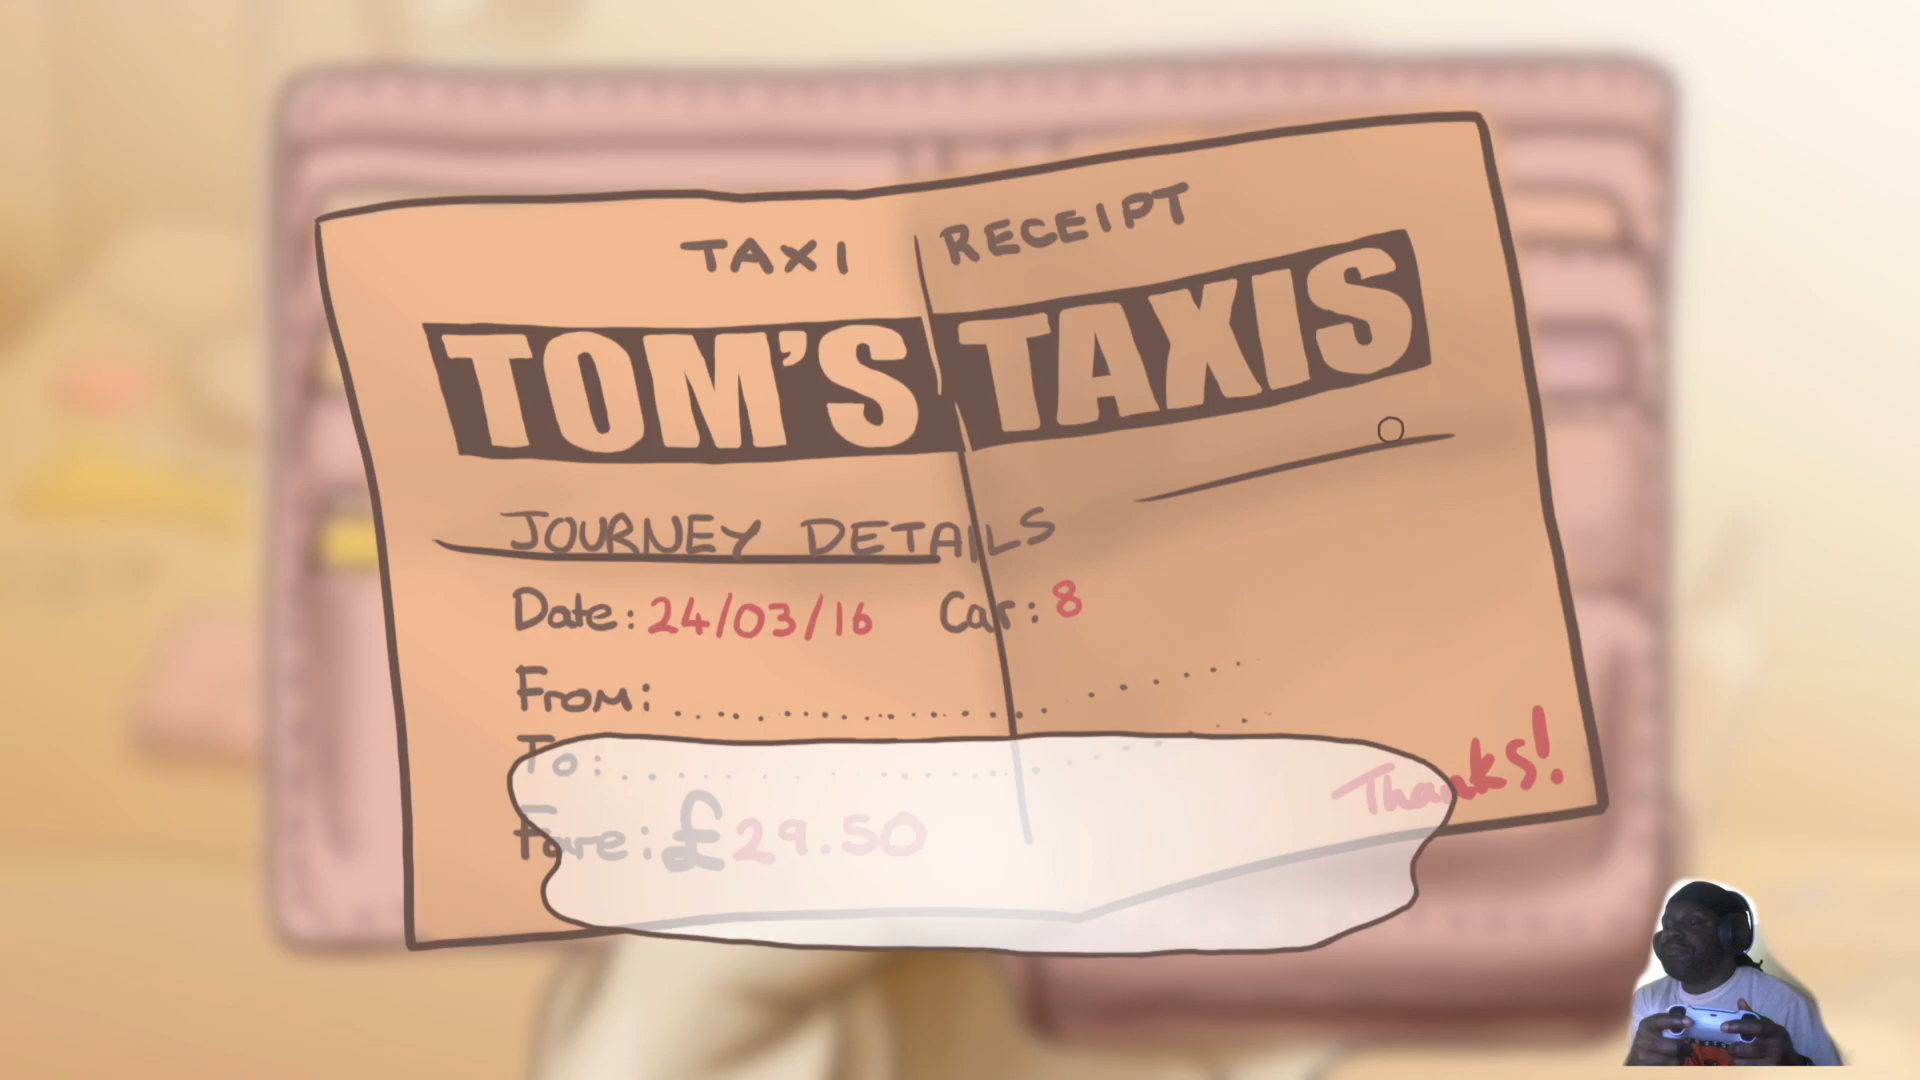 TAXI RECEIPT
TOM'S TAXIS
JOURNEY DETAILS
Date: 24/03/16 Car: 8
From:
To:
Fare: £29.50
Thanks!